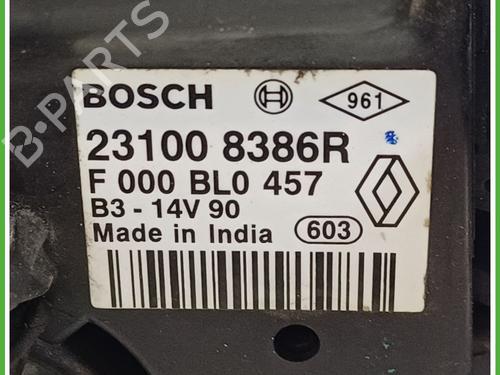 BOSCH
961
23100 8386R
F 000 BL0 457
B3 - 14V 90
Made in India
603
B-PARTS